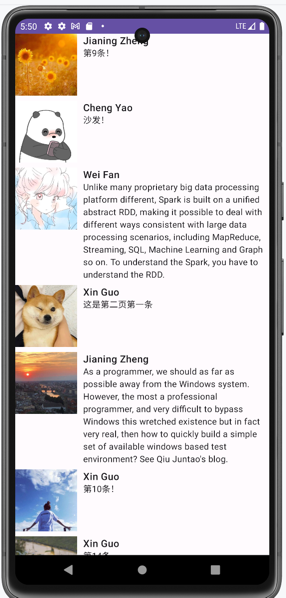 5:50
LTE
Jianing Zheng
第9条！
Cheng Yao
沙发！
Wei Fan
Unlike many proprietary big data processing
platform different, Spark is built on a unified
abstract RDD, making it possible to deal with
different ways consistent with large data
processing scenarios, including MapReduce,
Streaming, SQL, Machine Learning and Graph
so on. To understand the Spark, you have to
understand the RDD.
Xin Guo
这是第二页第一条
Jianing Zheng
As a programmer, we should as far as
possible away from the Windows system.
However, the most a professional
programmer, and very difficult to bypass
Windows this wretched existence but in fact
very real, then how to quickly build a simple
set of available windows based test
environment? See Qiu Juntao's blog.
Xin Guo
第10条！
Xin Guo